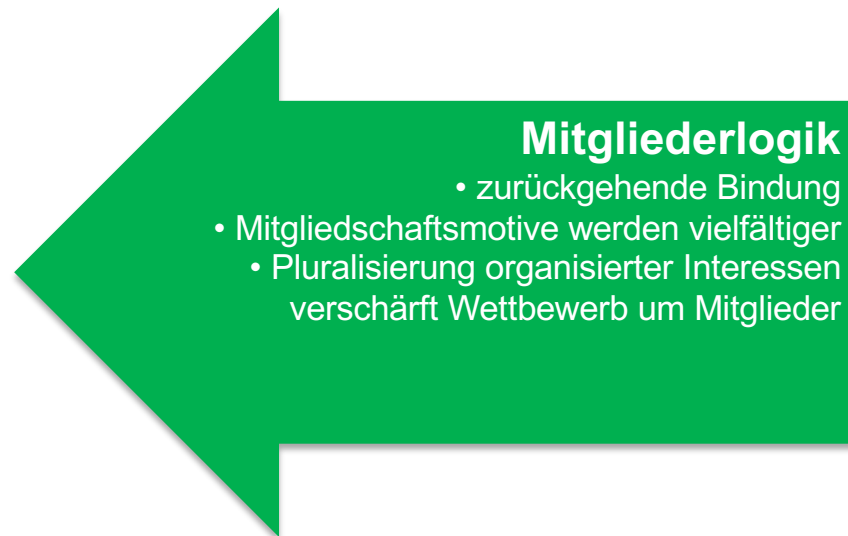 Mitgliederlogik
• zurückgehende Bindung
• Mitgliedschaftsmotive werden vielfältiger
• Pluralisierung organisierter Interessen
verschärft Wettbewerb um Mitglieder